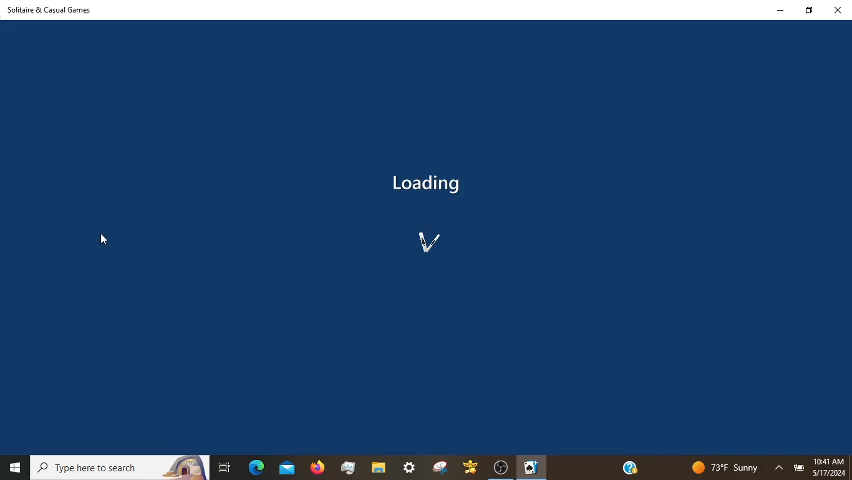 Solitaire & Casual Games
Loading
Type here to search
73°F Sunny
10:41 AM
5/17/2024